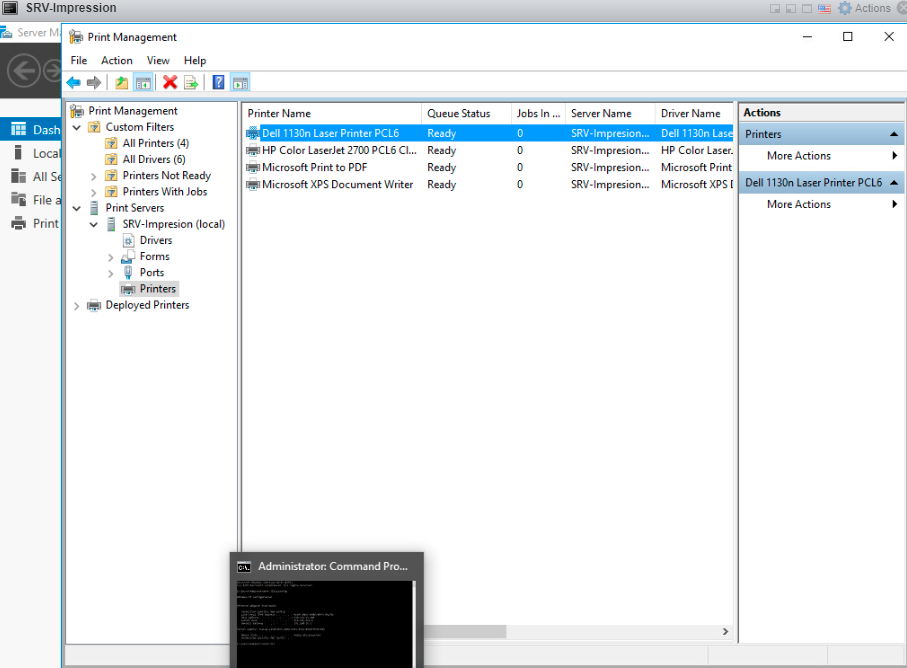 SRV-Impression
Actions
Server M
Print Management
File Action View Help
Dash
Local
All Se
File a
Print
Print Management
Custom Filters
All Printers (4)
All Drivers (6)
Printers Not Ready
Printers With Jobs
Print Servers
SRV-Impresion (local)
Drivers
Forms
Ports
Printers
Deployed Printers
Printer Name Queue Status Jobs In ... Server Name Driver Name
Dell 1130n Laser Printer PCL6 Ready 0 SRV-Impresion... Dell 1130n Lase
HP Color LaserJet 2700 PCL6 Cl... Ready 0 SRV-Impresion... HP Color Laser.
Microsoft Print to PDF Ready 0 SRV-Impresion... Microsoft Print
Microsoft XPS Document Writer Ready 0 SRV-Impresion... Microsoft XPS D
Actions
Printers
More Actions
Dell 1130n Laser Printer PCL6
More Actions
Administrator: Command Pro...